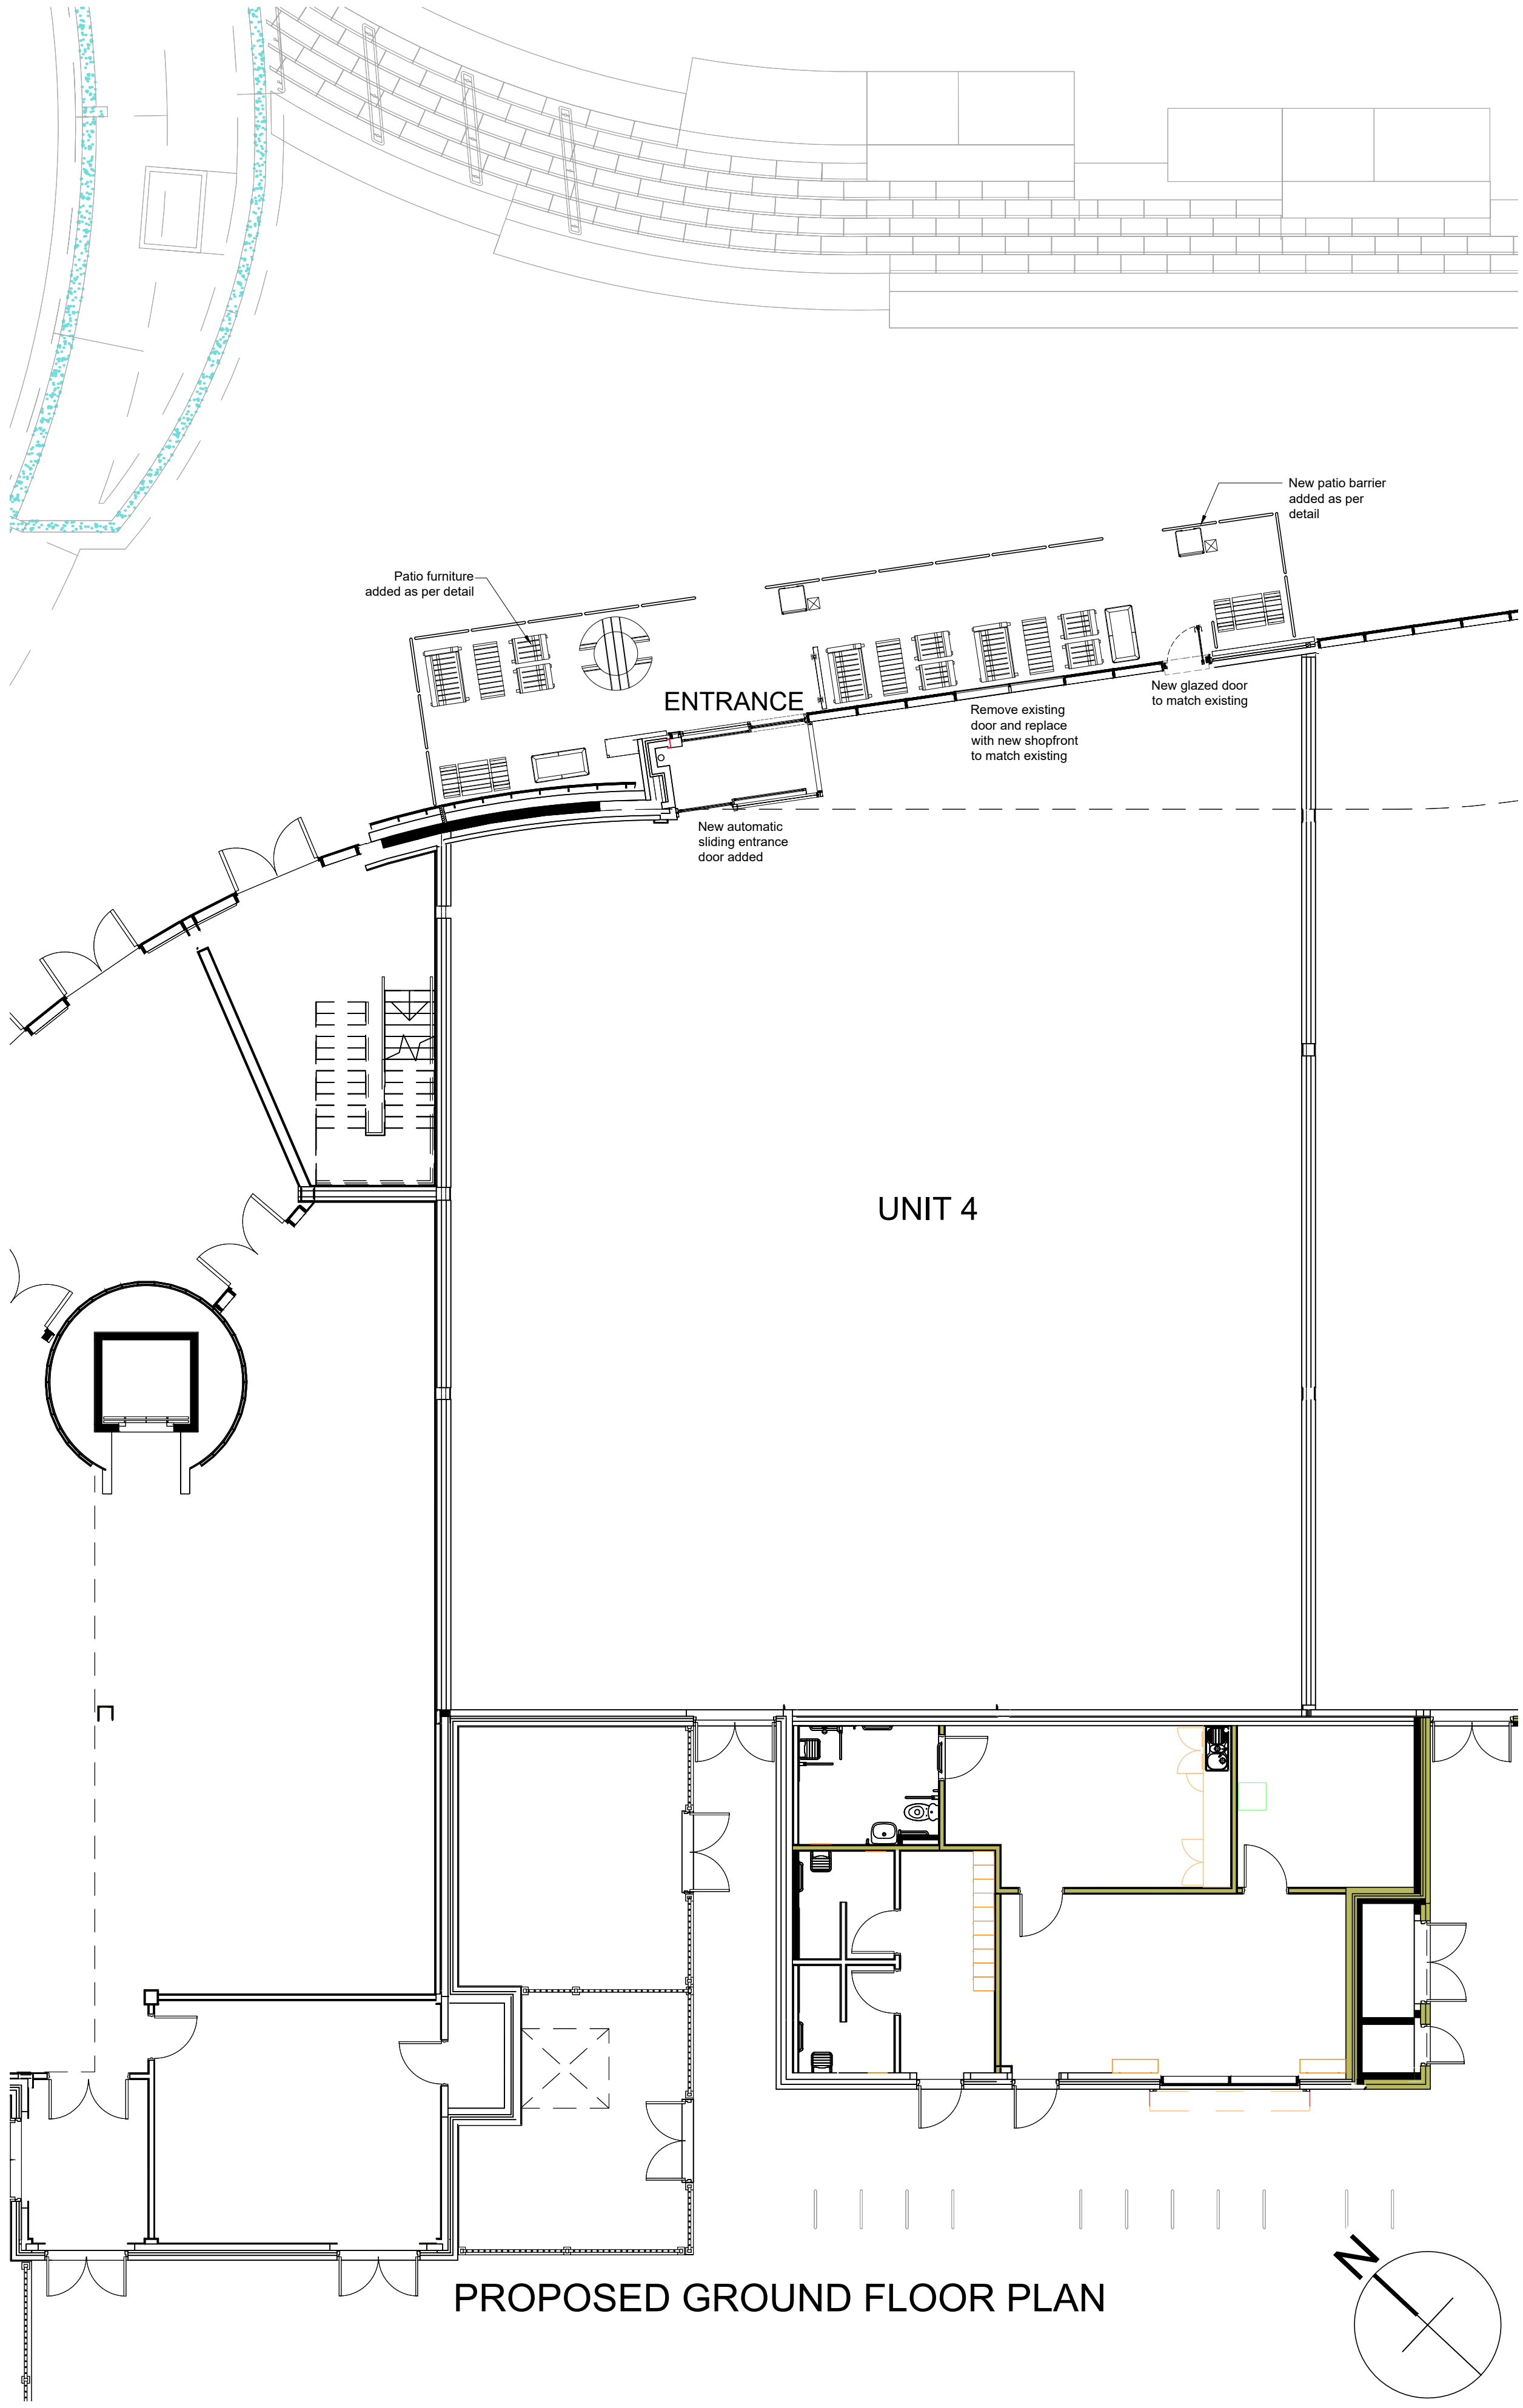 New patio barrier
added as per
detail
Patio furniture
added as per detail
ENTRANCE
New glazed door
to match existing
Remove existing
door and replace
with new shopfront
to match existing
New automatic
sliding entrance
door added
UNIT 4
N
PROPOSED GROUND FLOOR PLAN